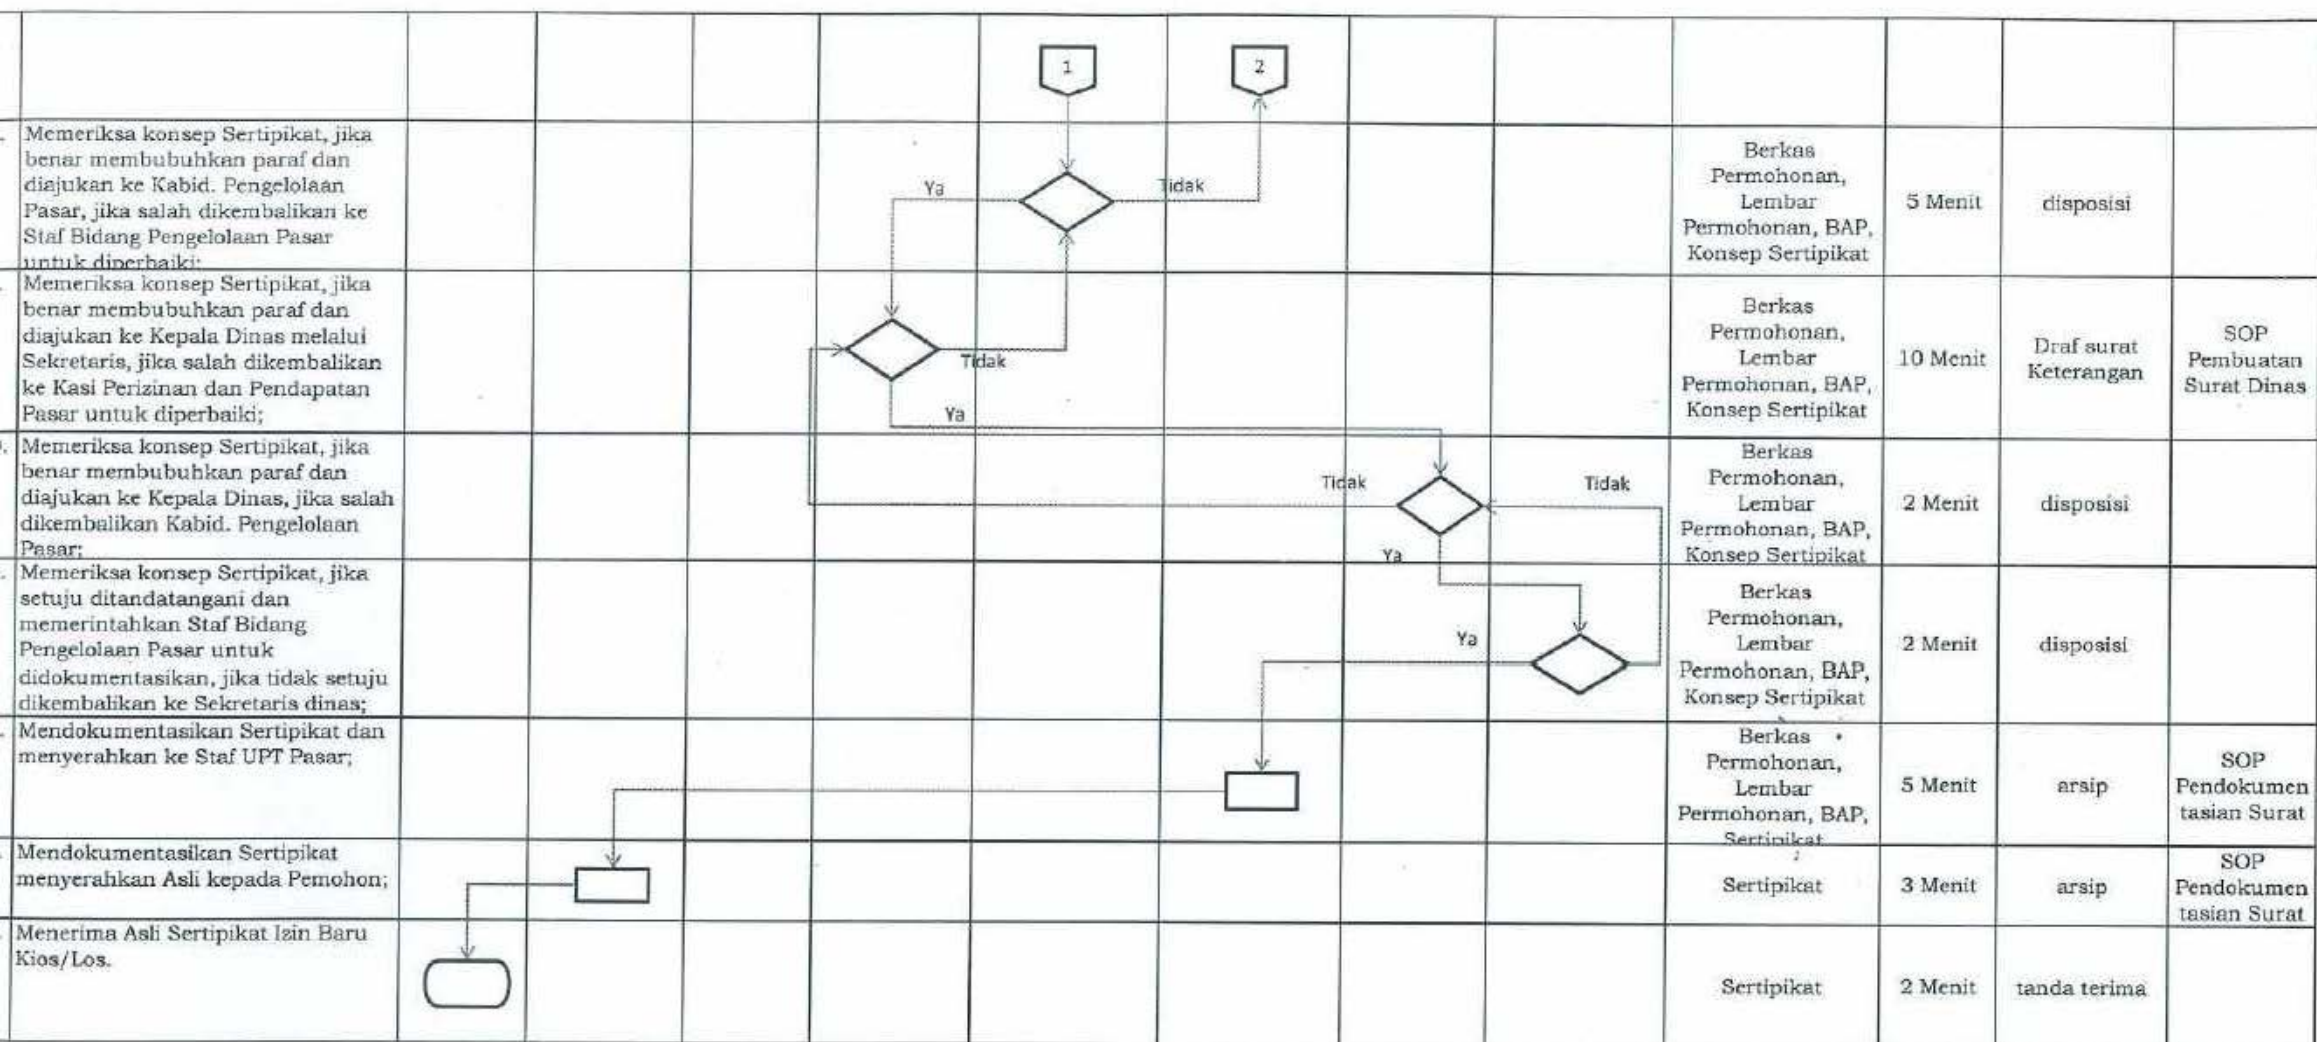 1
2
Memeriksa konsep Sertipikat, jika
benar membubuhkan paraf dan
diajukan ke Kabid. Pengelolaan
Pasar, jika salah dikembalikan ke
Staf Bidang Pengelolaan Pasar
untuk diperbaiki;
Ya
Tidak
Berkas
Permohonan,
Lembar
Permohonan, BAP,
Konsep Sertipikat
5 Menit
disposisi
Memeriksa konsep Sertipikat, jika
benar membubuhkan paraf dan
diajukan ke Kepala Dinas melalui
Sekretaris, jika salah dikembalikan
ke Kasi Perizinan dan Pendapatan
Pasar untuk diperbaiki;
Tidak
Ya
Berkas
Permohonan,
Lembar
Permohonan, BAP,
Konsep Sertipikat
10 Menit
Draf surat
Keterangan
SOP
Pembuatan
Surat Dinas
Memeriksa konsep Sertipikat, jika
benar membubuhkan paraf dan
diajukan ke Kepala Dinas, jika salah
dikembalikan Kabid. Pengelolaan
Pasar;
Tidak
Tidak
Ya
Berkas
Permohonan,
Lembar
Permohonan, BAP,
Konsep Sertipikat
2 Menit
disposisi
Memeriksa konsep Sertipikat, jika
setuju ditandatangani dan
memerintahkan Staf Bidang
Pengelolaan Pasar untuk
didokumentasikan, jika tidak setuju
dikembalikan ke Sekretaris dinas;
Ya
Berkas
Permohonan,
Lembar
Permohonan, BAP,
Konsep Sertipikat
2 Menit
disposisi
Mendokumentasikan Sertipikat dan
menyerahkan ke Staf UPT Pasar;
Berkas
Permohonan,
Lembar
Permohonan, BAP,
Sertipikat
5 Menit
arsip
SOP
Pendokumen
tasian Surat
Mendokumentasikan Sertipikat
menyerahkan Asli kepada Pemohon;
Sertipikat
3 Menit
arsip
SOP
Pendokumen
tasian Surat
Menerima Asli Sertipikat Izin Baru
Kios/Los.
Sertipikat
2 Menit
tanda terima